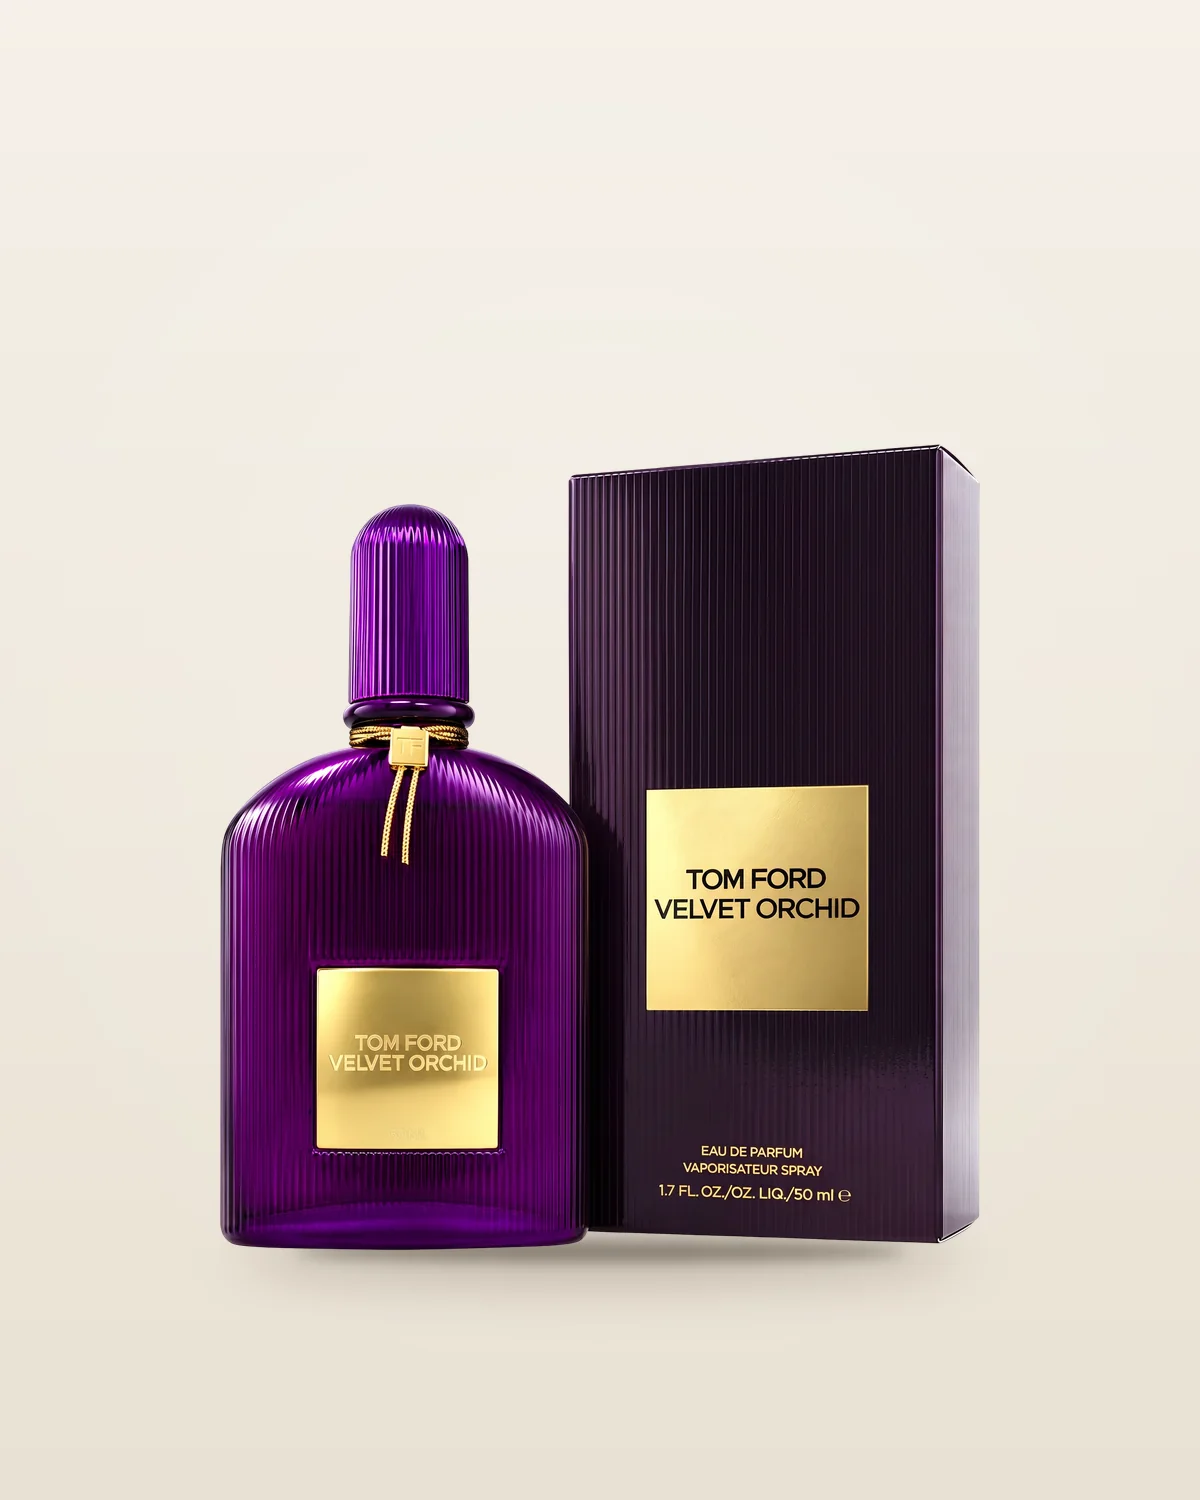 TF
TOM FORD
VELVET ORCHID
TOM FORD
VELVET ORCHID
EAU DE PARFUM
VAPORISATEUR SPRAY
1.7 FL. OZ./OZ. LIQ./50 ml ℮